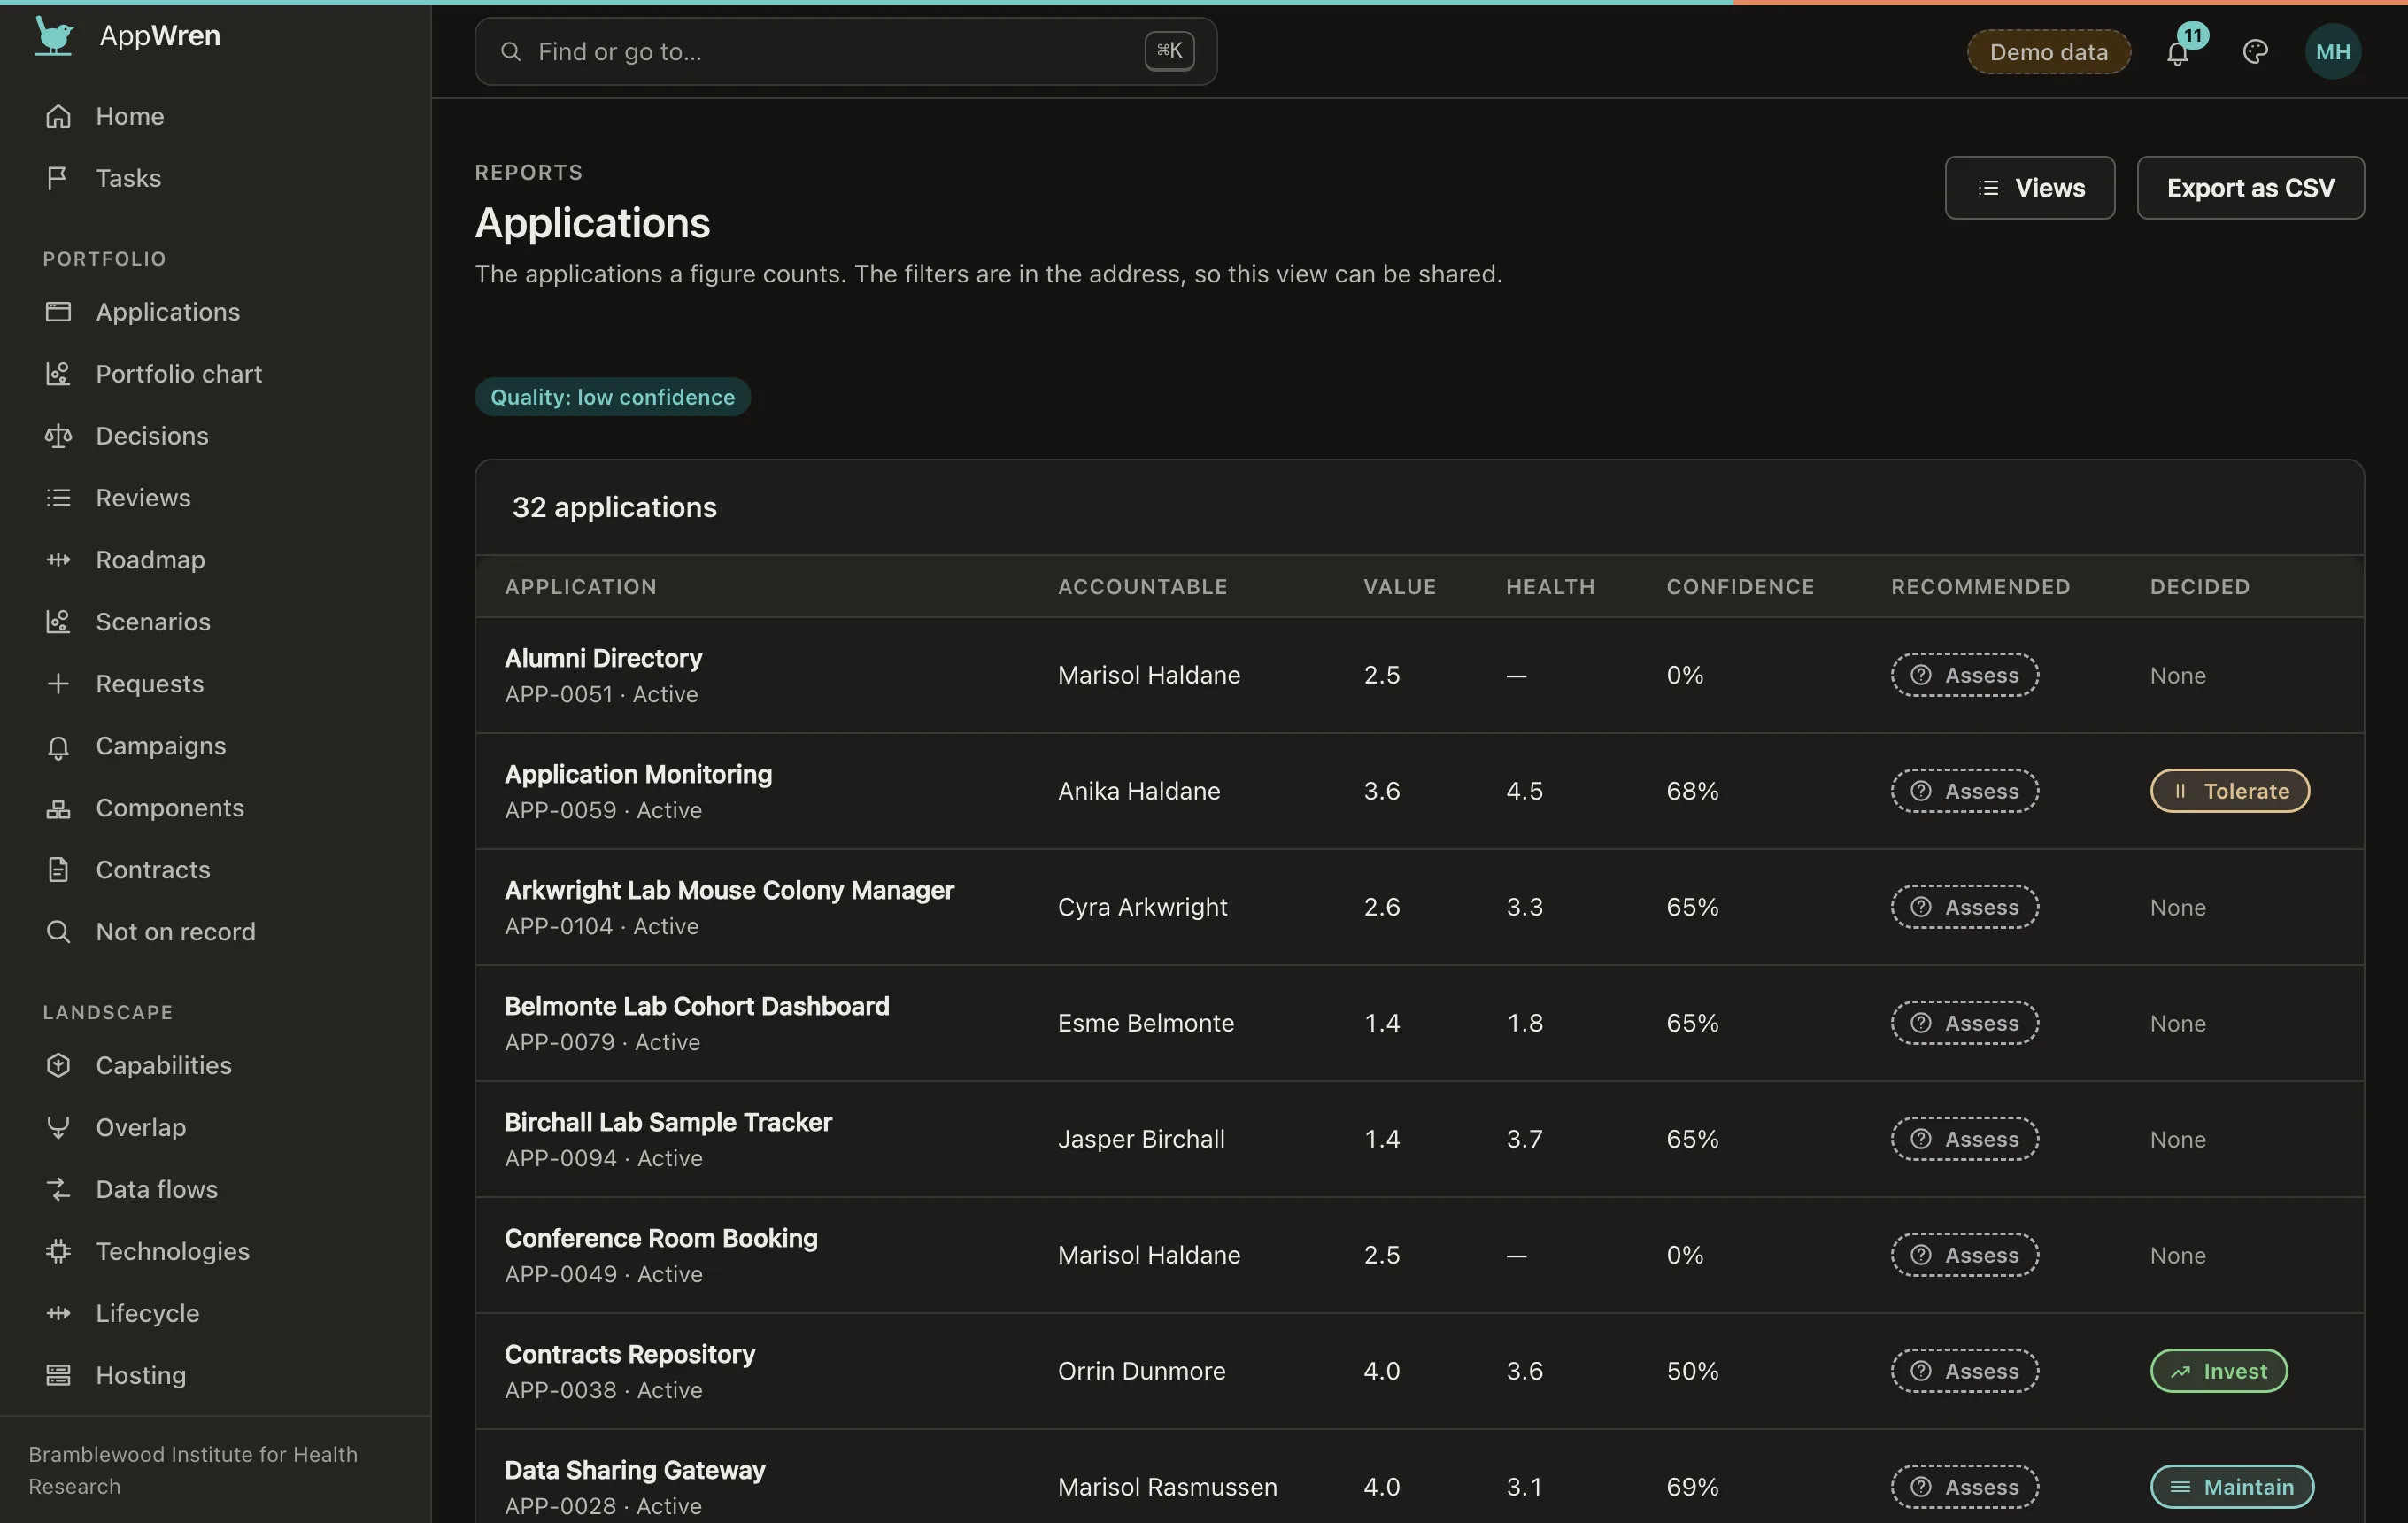 AppWren
Find or go to...
⌘K
Demo data
11
MH
Home
Tasks
PORTFOLIO
Applications
Portfolio chart
Decisions
Reviews
Roadmap
Scenarios
Requests
Campaigns
Components
Contracts
Not on record
LANDSCAPE
Capabilities
Overlap
Data flows
Technologies
Lifecycle
Hosting
Bramblewood Institute for Health
Research
REPORTS
Applications
The applications a figure counts. The filters are in the address, so this view can be shared.
Views
Export as CSV
Quality: low confidence
32 applications
APPLICATION ACCOUNTABLE VALUE HEALTH CONFIDENCE RECOMMENDED DECIDED
Alumni Directory
APP-0051 · Active
Marisol Haldane 2.5 — 0% Assess None
Application Monitoring
APP-0059 · Active
Anika Haldane 3.6 4.5 68% Assess Tolerate
Arkwright Lab Mouse Colony Manager
APP-0104 · Active
Cyra Arkwright 2.6 3.3 65% Assess None
Belmonte Lab Cohort Dashboard
APP-0079 · Active
Esme Belmonte 1.4 1.8 65% Assess None
Birchall Lab Sample Tracker
APP-0094 · Active
Jasper Birchall 1.4 3.7 65% Assess None
Conference Room Booking
APP-0049 · Active
Marisol Haldane 2.5 — 0% Assess None
Contracts Repository
APP-0038 · Active
Orrin Dunmore 4.0 3.6 50% Assess Invest
Data Sharing Gateway
APP-0028 · Active
Marisol Rasmussen 4.0 3.1 69% Assess Maintain